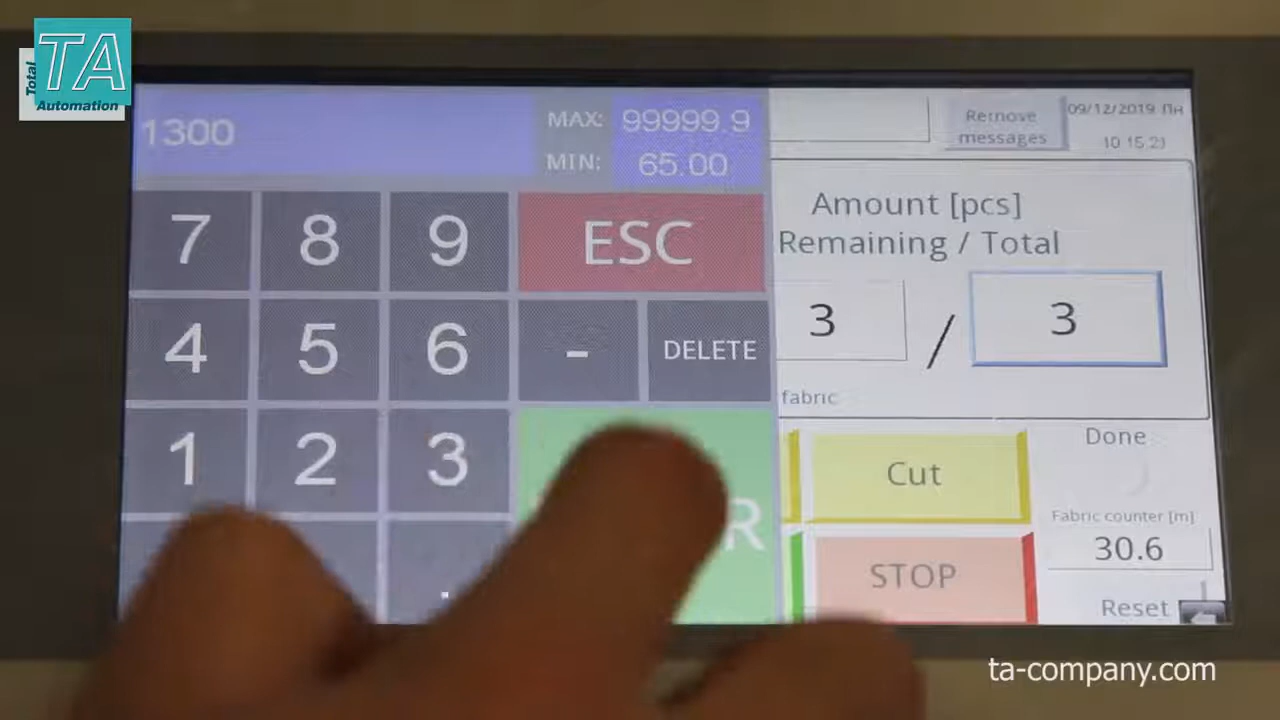 TA
Total
Automation
1300
MAX: 99999.9
MIN: 65.00
Remove
messages
09/12/2019 Пн
10 15 21
7 8 9 ESC
4 5 6 - DELETE
1 2 3
.
Amount [pcs]
Remaining / Total
3 / 3
fabric
Cut
STOP
Done
Fabric counter [m]
30.6
Reset
ta-company.com